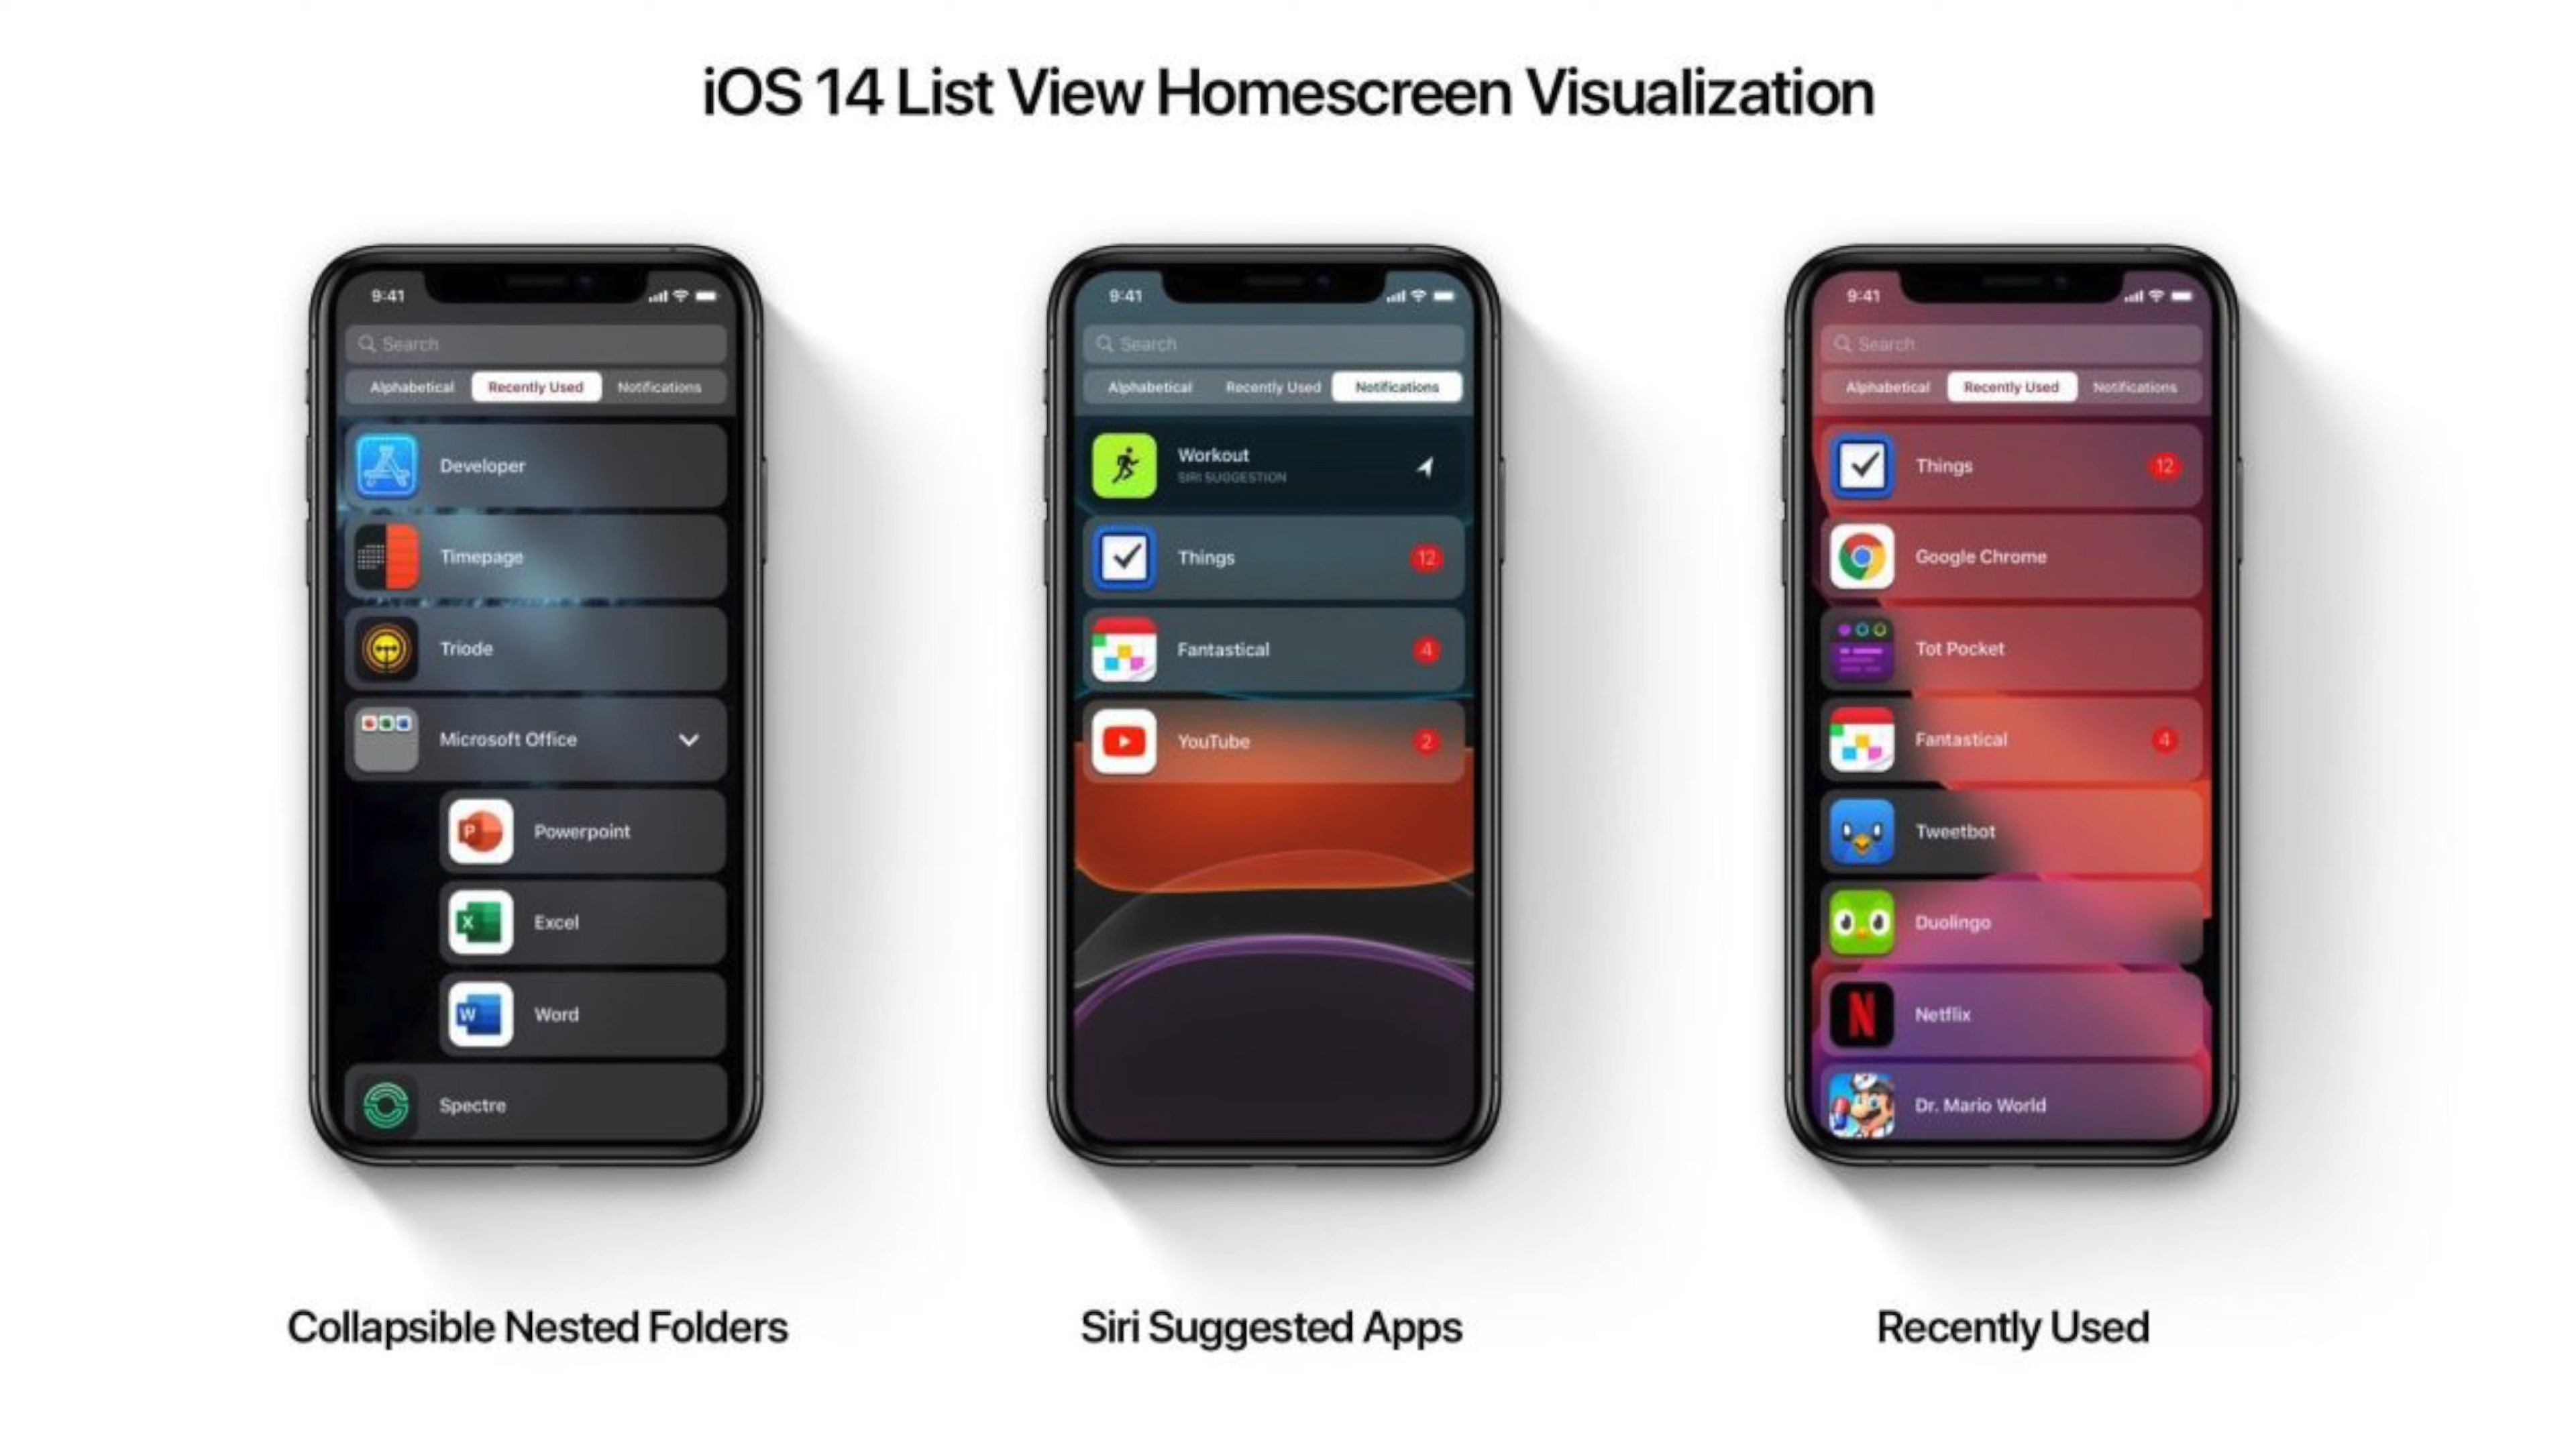 iOS 14 List View Homescreen Visualization
9:41
Search
Alphabetical Recently Used Notifications
Developer
Timepage
Triode
Microsoft Office
P Powerpoint
X Excel
W Word
Spectre
Collapsible Nested Folders
9:41
Search
Alphabetical Recently Used Notifications
Workout
SIRI SUGGESTION
Things 12
Fantastical 4
YouTube 2
Siri Suggested Apps
9:41
Search
Alphabetical Recently Used Notifications
Things 12
Google Chrome
Tot Pocket
Fantastical 4
Tweetbot
Duolingo
N Netflix
Dr. Mario World
Recently Used